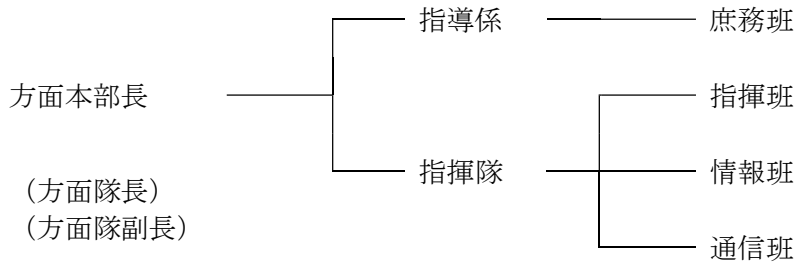 指導係 庶務班
方面本部長 指揮班
指揮隊 情報班
（方面隊長）
（方面隊副長）
通信班